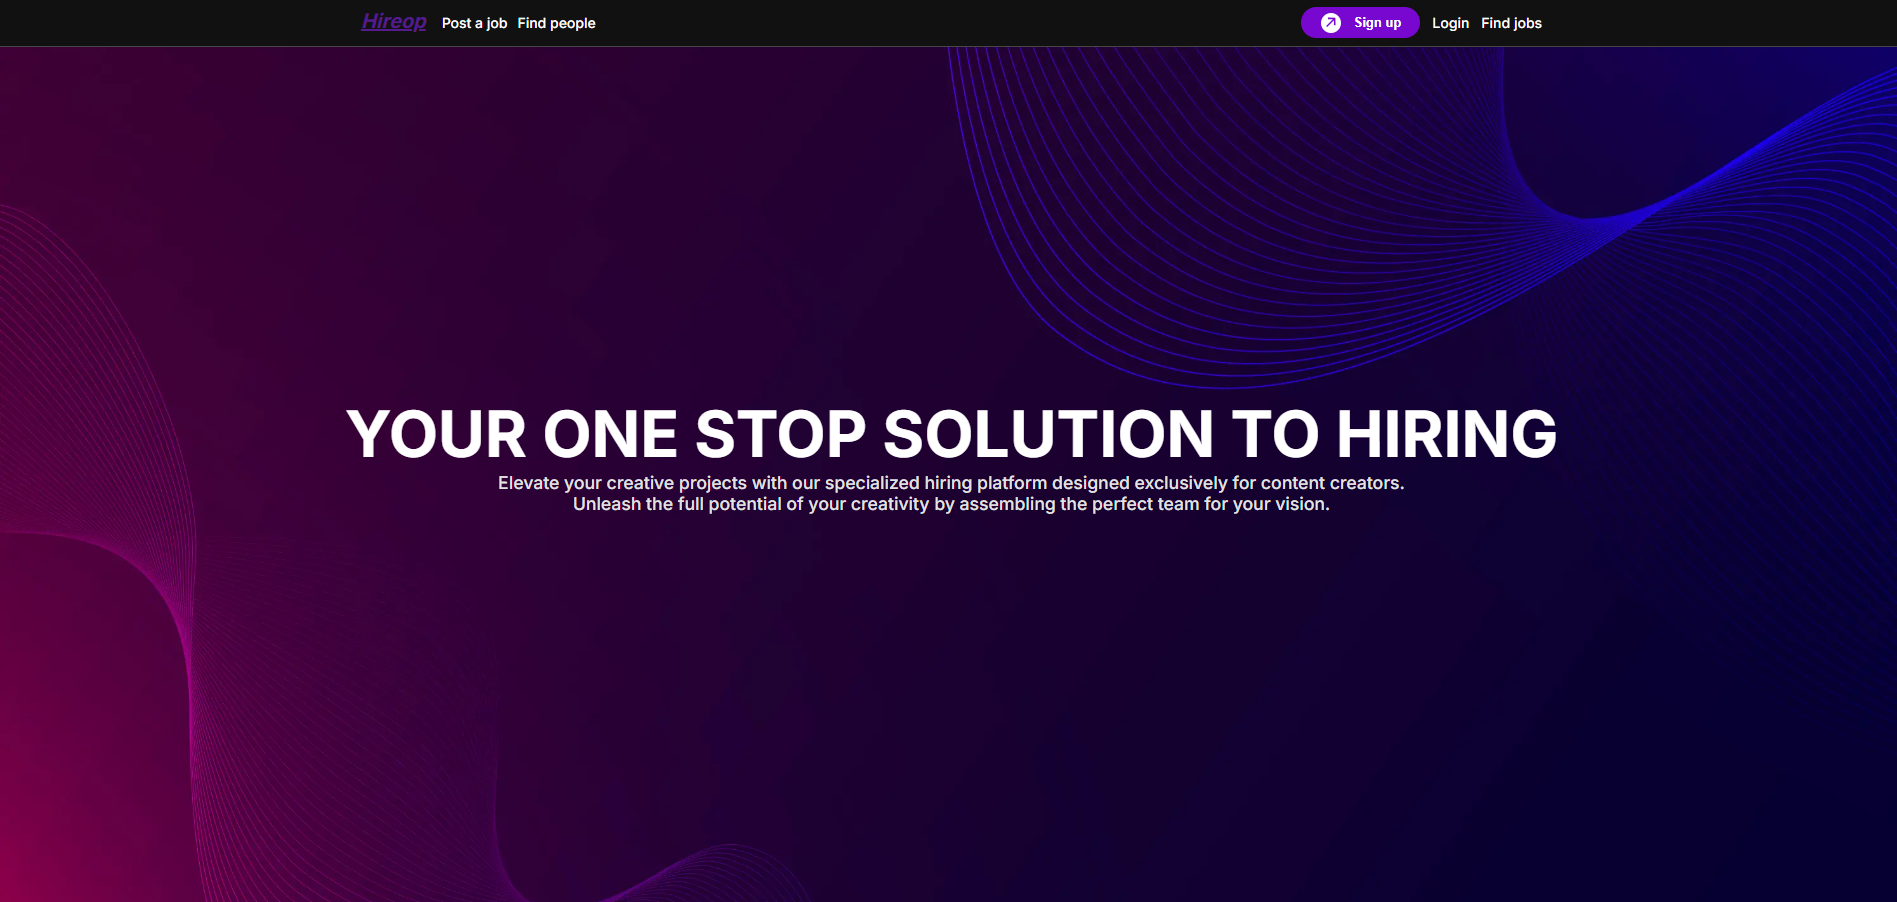 Hireop Post a job Find people Sign up Login Find jobs
YOUR ONE STOP SOLUTION TO HIRING
Elevate your creative projects with our specialized hiring platform designed exclusively for content creators.
Unleash the full potential of your creativity by assembling the perfect team for your vision.